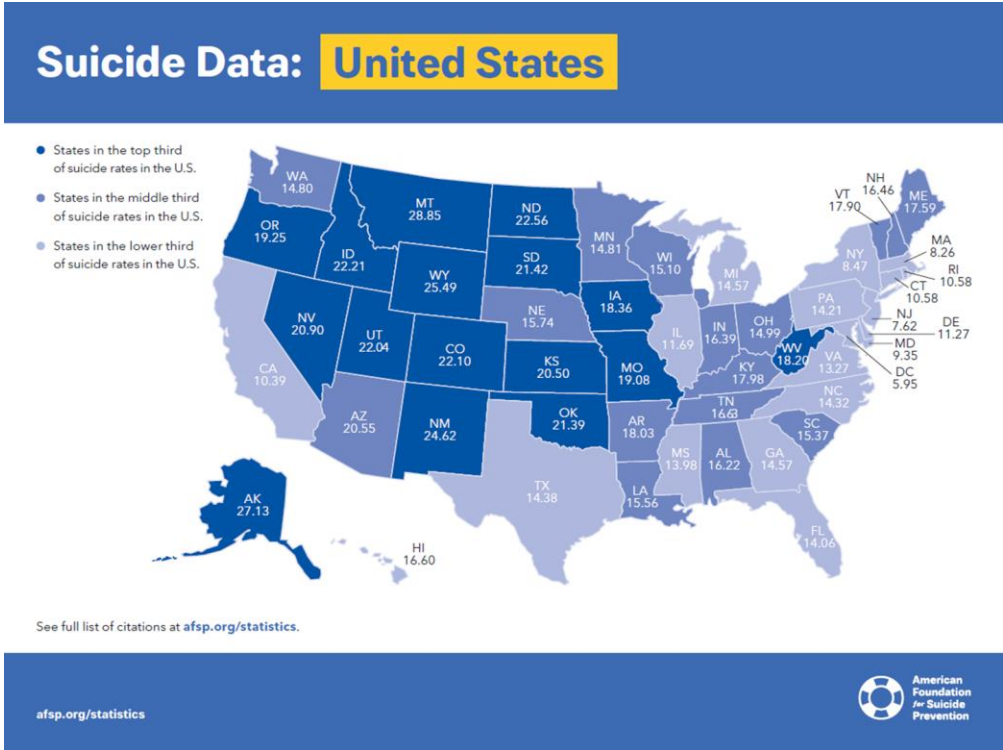 Suicide Data: United States
States in the top third
of suicide rates in the U.S.
States in the middle third
of suicide rates in the U.S.
States in the lower third
of suicide rates in the U.S.
WA
14.80
OR
19.25
ID
22.21
MT
28.85
ND
22.56
SD
21.42
WY
25.49
NV
20.90
UT
22.04
CO
22.10
CA
10.39
AZ
20.55
NM
24.62
NE
15.74
KS
20.50
OK
21.39
TX
14.38
MN
14.81
IA
18.36
MO
19.08
AR
18.03
LA
15.56
WI
15.10
IL
11.69
MI
14.57
IN
16.39
OH
14.99
KY
17.98
TN
16.63
MS
13.98
AL
16.22
GA
14.57
FL
14.06
SC
15.37
NC
14.32
VA
13.27
WV
18.20
PA
14.21
NY
8.47
VT
17.90
NH
16.46
ME
17.59
MA
8.26
RI
10.58
CT
10.58
NJ
7.62
DE
11.27
MD
9.35
DC
5.95
AK
27.13
HI
16.60
See full list of citations at afsp.org/statistics.
afsp.org/statistics
American
Foundation
for Suicide
Prevention